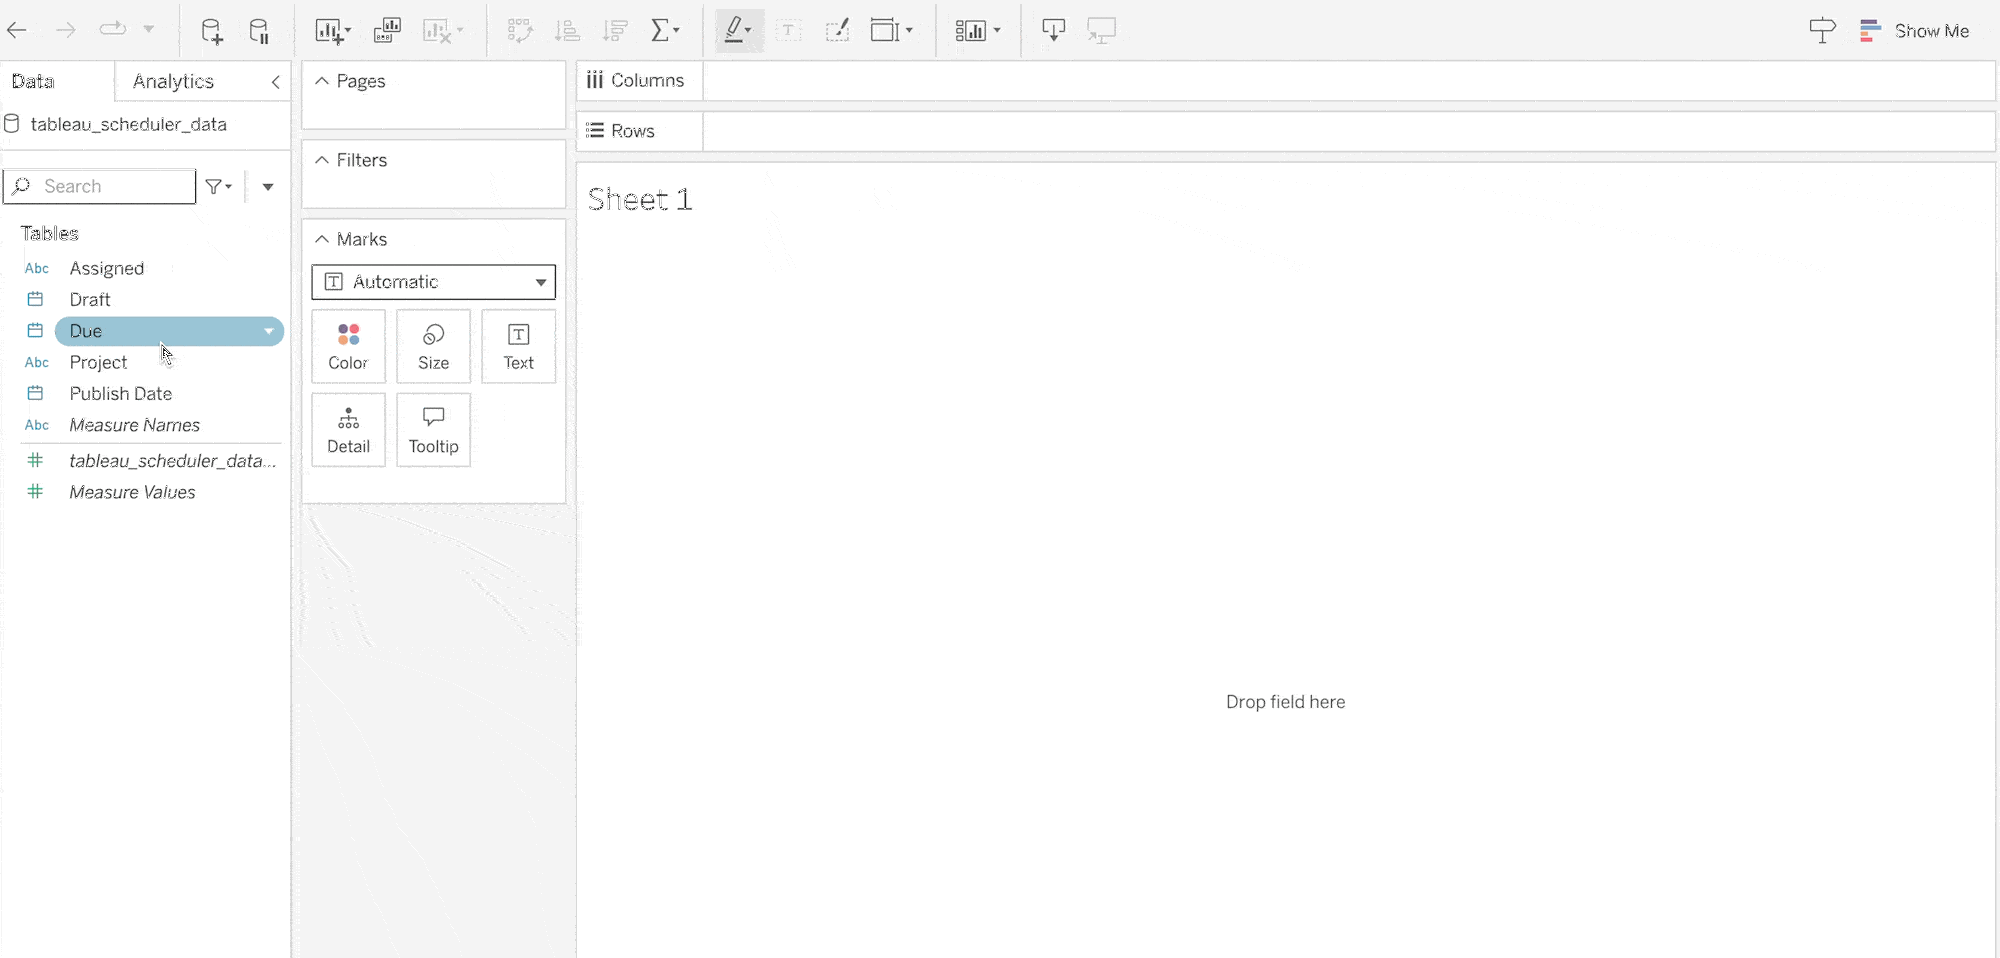 Show Me
Data
Analytics
tableau_scheduler_data
Search
Tables
Abc Assigned
Draft
Due
Abc Project
Publish Date
Abc Measure Names
tableau_scheduler_data...
Measure Values
Pages
Filters
Marks
T Automatic
Color
Size
T Text
Detail
Tooltip
Columns
Rows
Sheet 1
Drop field here